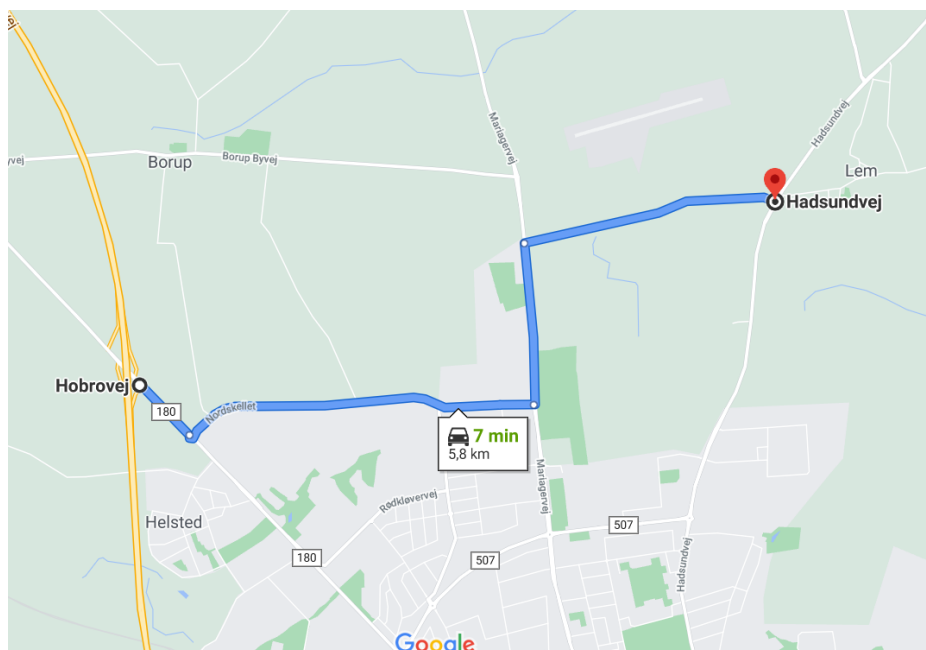 Mariagervej
Hadsundvej
Borup
Borup Byvej
Lem
Hadsundvej
Hobrovej
180
Nordskellet
7 min
5,8 km
Mariagervej
Rødkløvervej
Helsted
507
180
507
Hadsundvej
Google